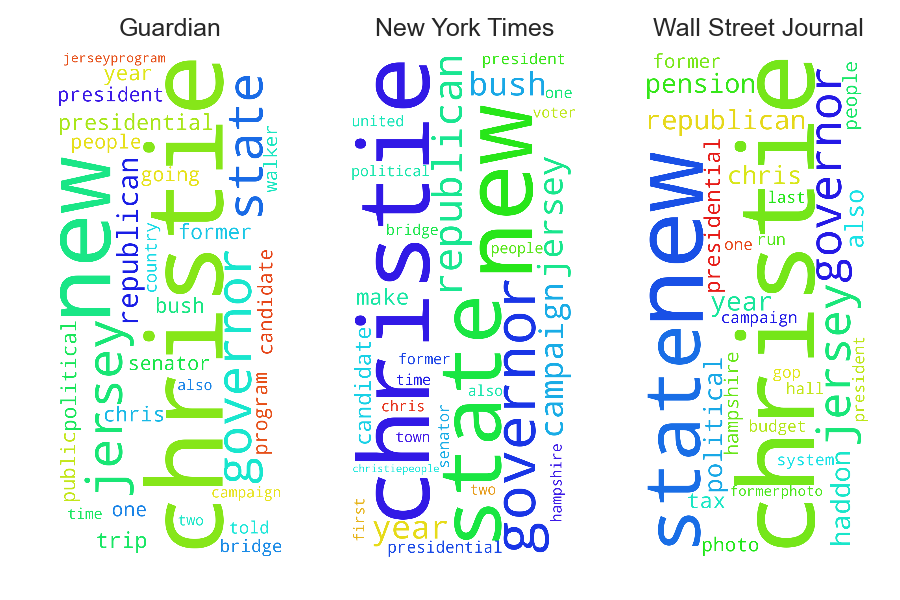 Guardian
New York Times
Wall Street Journal
jerseyprogram
year
president
presidential
people
going
christie
state
walker
new
republican
country
former
bush
governor
candidate
senator
also
political
jersey
chris
program
public
campaign
time
one
two
told
trip
bridge
president
bush
one
voter
united
christie
republican
new
political
bridge
people
jersey
make
governor
campaign
candidate
former
time
state
also
chris
town
senator
christiepeople
two
hampshire
first
year
presidential
former
people
pension
republican
christie
governor
new
presidential
chris
last
also
one
run
year
campaign
jersey
state
political
hampshire
gop
hall
president
budget
system
haddon
formerphoto
tax
photo